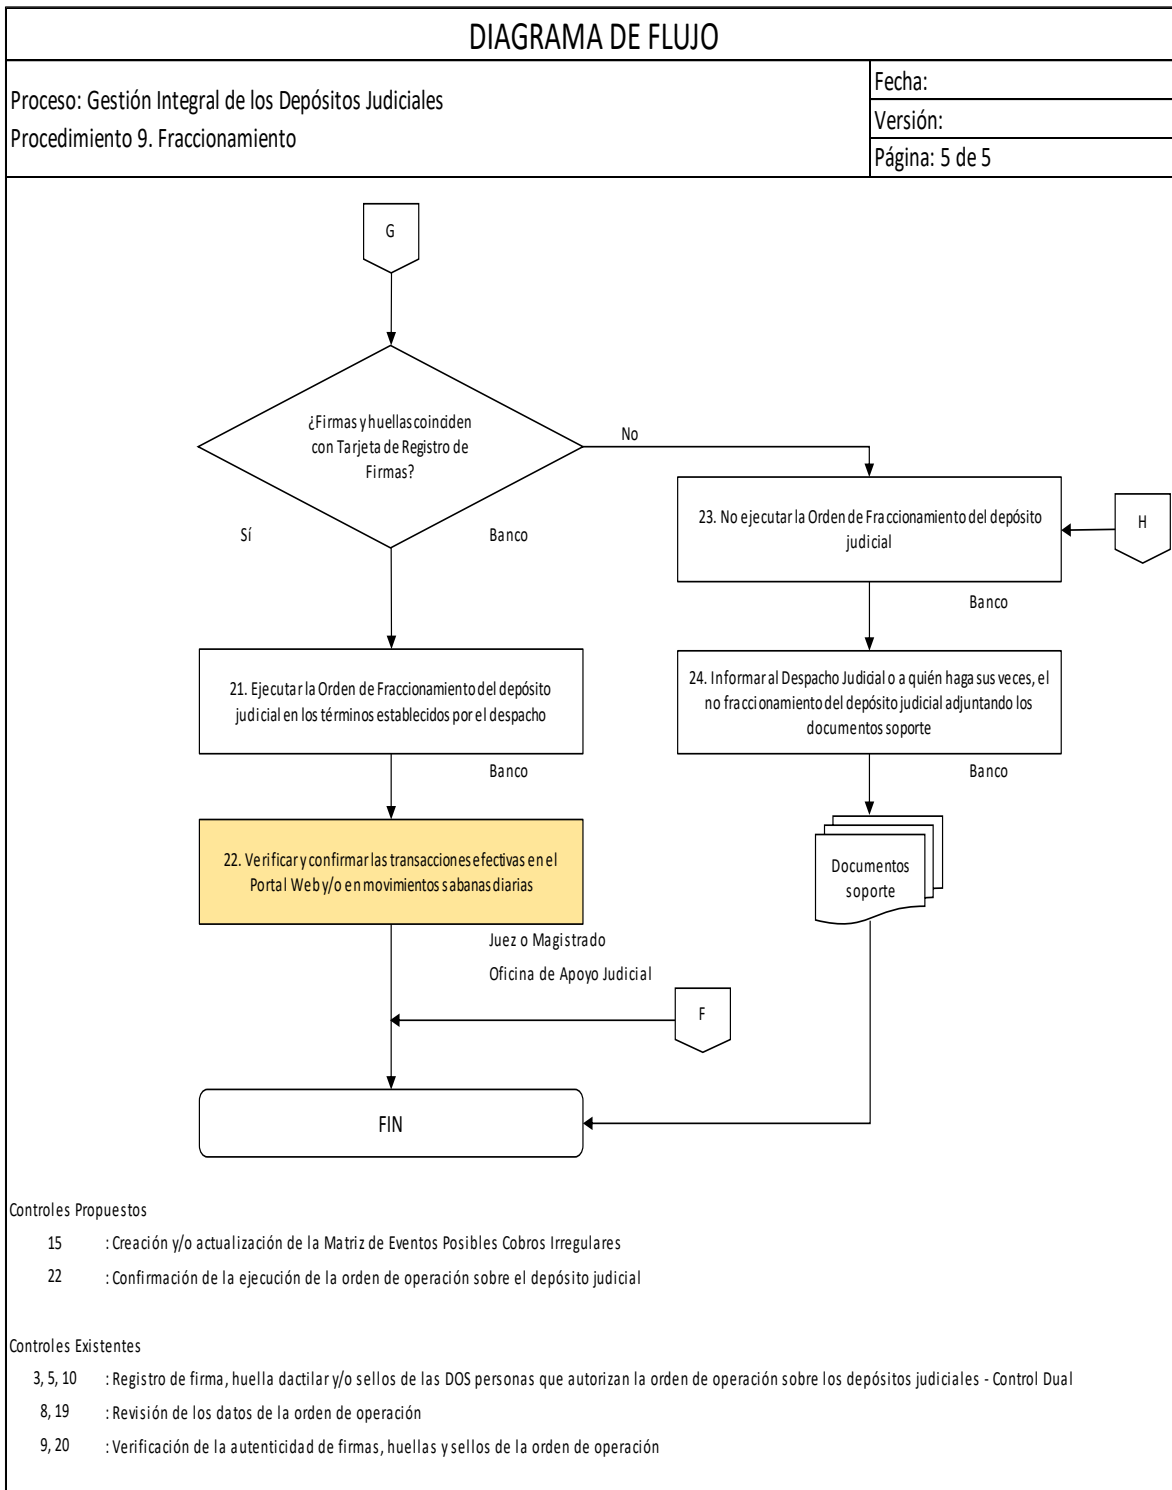 DIAGRAMA DE FLUJO
Proceso: Gestión Integral de los Depósitos Judiciales
Procedimiento 9. Fraccionamiento
Fecha:
Versión:
Página: 5 de 5
G
¿Firmas y huellas coinciden
con Tarjeta de Registro de
Firmas?
No
Sí
Banco
23. No ejecutar la Orden de Fraccionamiento del depósito
judicial
H
Banco
21. Ejecutar la Orden de Fraccionamiento del depósito
judicial en los términos establecidos por el despacho
24. Informar al Despacho Judicial o a quién haga sus veces, el
no fraccionamiento del depósito judicial adjuntando los
documentos soporte
Banco
Banco
22. Verificar y confirmar las transacciones efectivas en el
Portal Web y/o en movimientos sabanas diarias
Documentos
soporte
Juez o Magistrado
Oficina de Apoyo Judicial
F
FIN
Controles Propuestos
15 : Creación y/o actualización de la Matriz de Eventos Posibles Cobros Irregulares
22 : Confirmación de la ejecución de la orden de operación sobre el depósito judicial
Controles Existentes
3, 5, 10 : Registro de firma, huella dactilar y/o sellos de las DOS personas que autorizan la orden de operación sobre los depósitos judiciales - Control Dual
8, 19 : Revisión de los datos de la orden de operación
9, 20 : Verificación de la autenticidad de firmas, huellas y sellos de la orden de operación